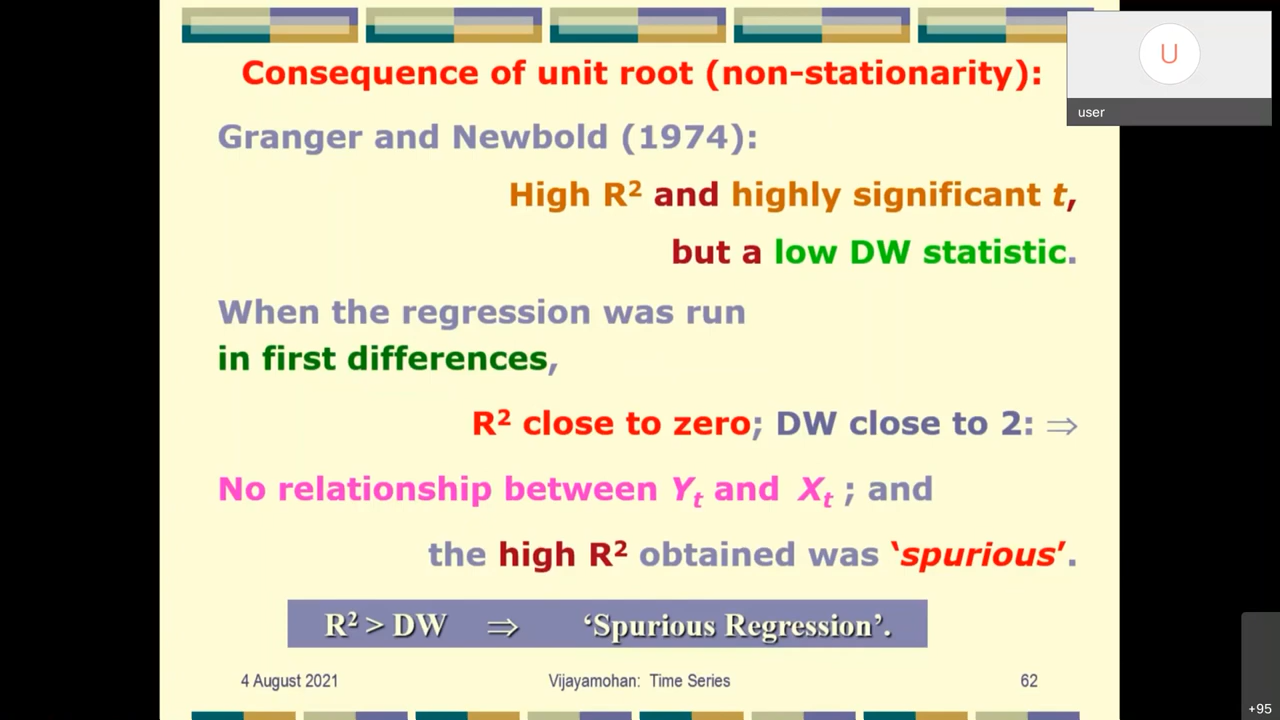 Consequence of unit root (non-stationarity):
U
user
Granger and Newbold (1974):
High R² and highly significant t,
but a low DW statistic.
When the regression was run
in first differences,
R² close to zero; DW close to 2: ⇒
No relationship between Yₜ and Xₜ ; and
the high R² obtained was ‘spurious’.
R² > DW ⇒ ‘Spurious Regression’.
4 August 2021 Vijayamohan: Time Series 62
+95